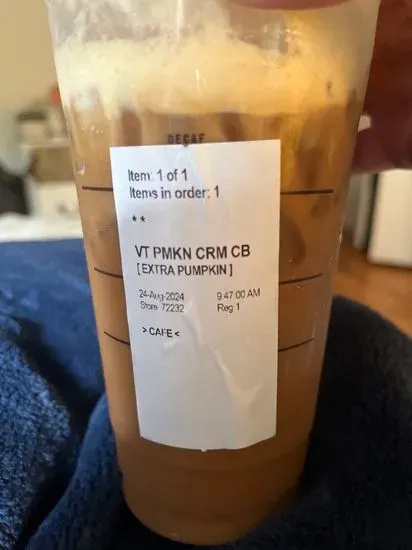 DECAF
Item: 1 of 1
Items in order: 1
* *
VT PMKN CRM CB
[EXTRA PUMPKIN]
24-Aug-2024 9:47:00 AM
Store 72232 Reg 1
> CAFE <